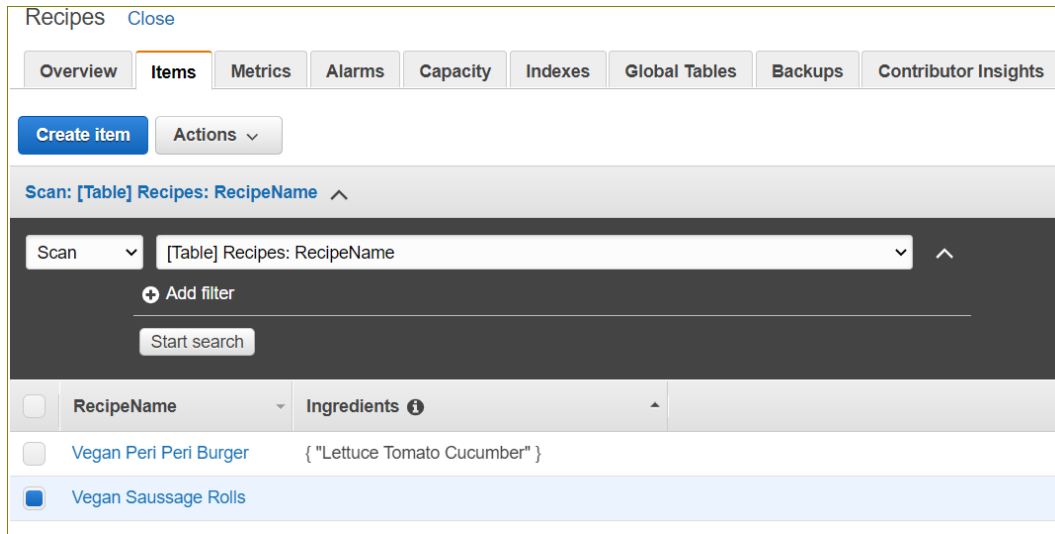 Recipes Close
Overview Items Metrics Alarms Capacity Indexes Global Tables Backups Contributor Insights
Create item Actions
Scan: [Table] Recipes: RecipeName
Scan [Table] Recipes: RecipeName
Add filter
Start search
RecipeName Ingredients
Vegan Peri Peri Burger { "Lettuce Tomato Cucumber" }
Vegan Saussage Rolls